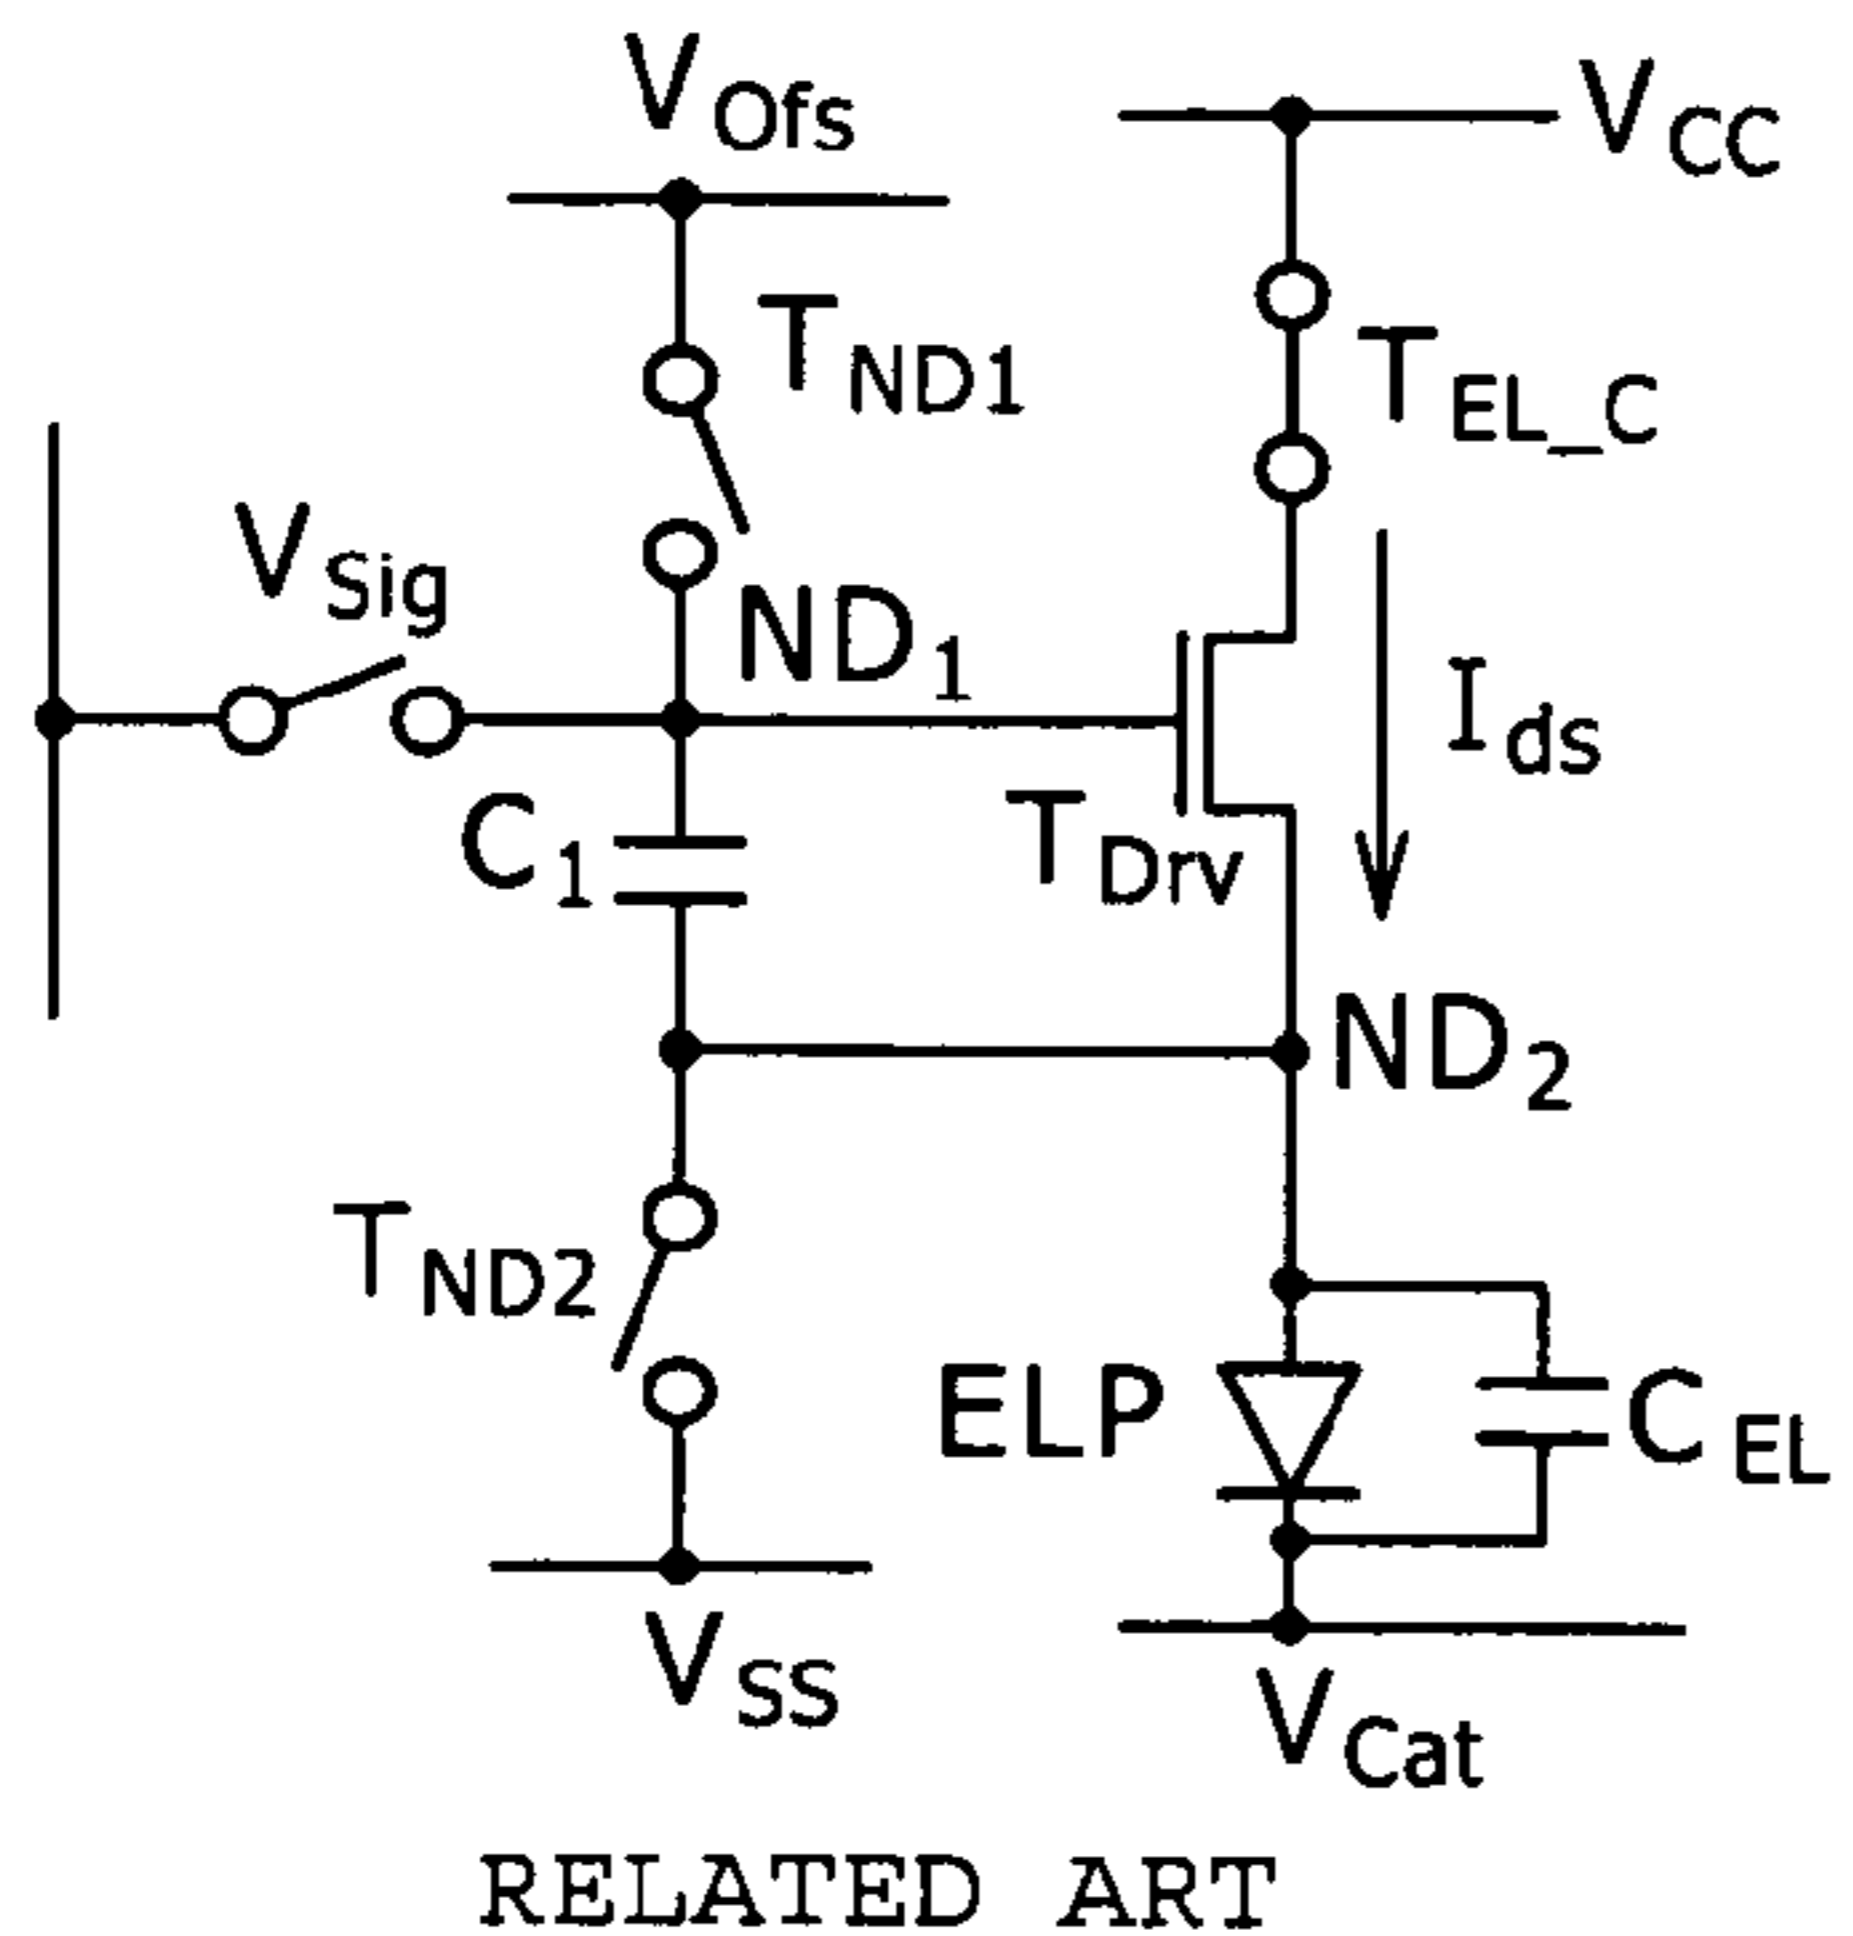 VOfs
VCC
TND1
TEL_C
VSig
ND1
Ids
C1
TDrv
ND2
TND2
ELP
CEL
VSS
VCat
RELATED ART